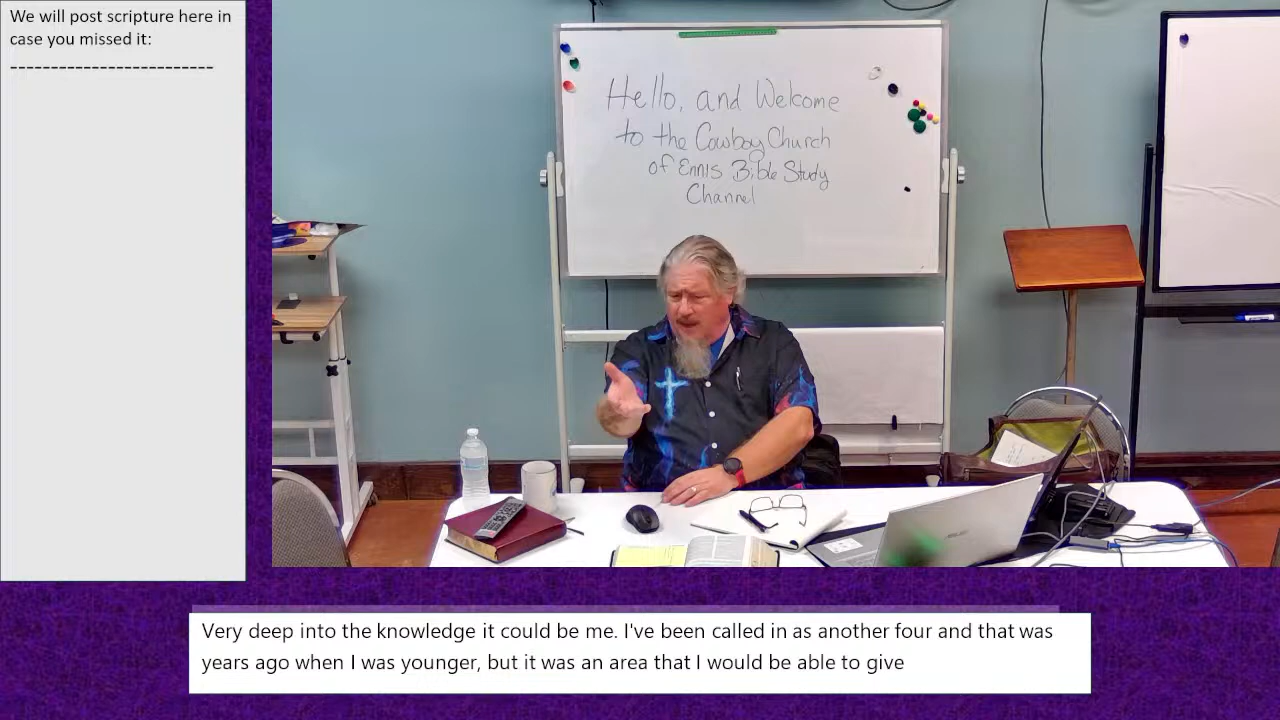 We will post scripture here in
case you missed it:
-------------------------
Hello, and Welcome
to the Cowboy Church
of Ennis Bible Study
Channel
Very deep into the knowledge it could be me. I've been called in as another four and that was
years ago when I was younger, but it was an area that I would be able to give